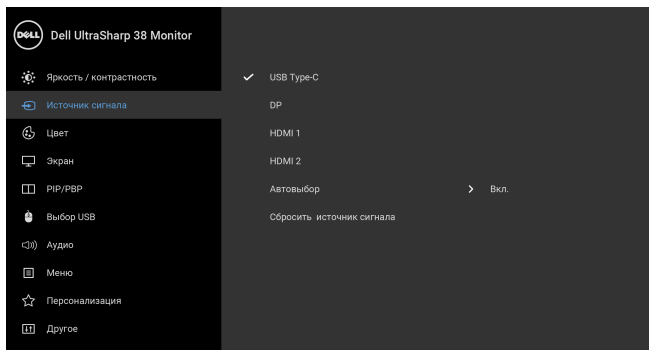 DELL Dell UltraSharp 38 Monitor
Яркость / контрастность
Источник сигнала
Цвет
Экран
PIP/PBP
Выбор USB
Аудио
Меню
Персонализация
Другое
USB Type-C
DP
HDMI 1
HDMI 2
Автовыбор Вкл.
Сбросить источник сигнала